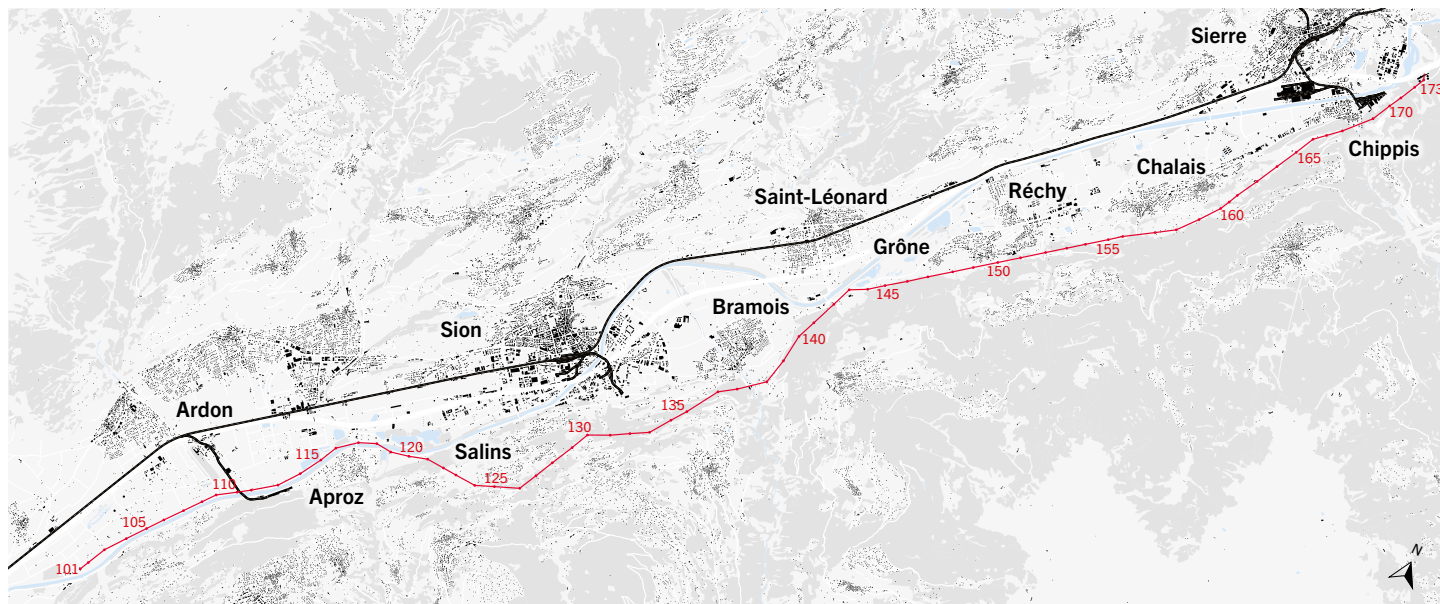 Sierre
173
170
Chippis
165
Chalais
Réchy
160
Saint-Léonard
Grône
155
150
145
Bramois
140
Sion
135
Ardon
130
120
Salins
115
125
110
Aproz
105
101
N